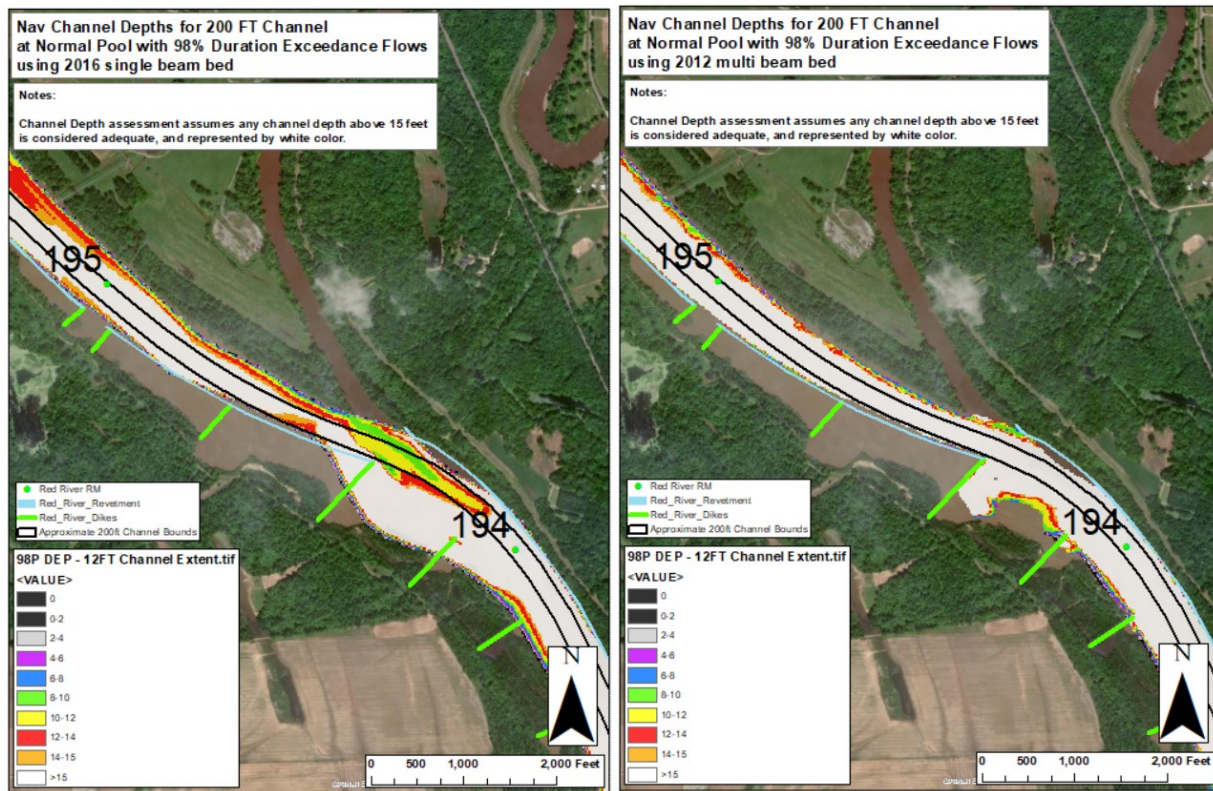 Nav Channel Depths for 200 FT Channel
at Normal Pool with 98% Duration Exceedance Flows
using 2016 single beam bed
Notes:
Channel Depth assessment assumes any channel depth above 15 feet
is considered adequate, and represented by white color.
195
194
Red River RM
Red_River_Revetment
Red_River_Dikes
Approximate 200ft Channel Bounds
98P DEP - 12FT Channel Extent.tif
<VALUE>
0
0-2
2-4
4-6
6-8
8-10
10-12
12-14
14-15
>15
N
0 500 1,000 2,000 Feet
Nav Channel Depths for 200 FT Channel
at Normal Pool with 98% Duration Exceedance Flows
using 2012 multi beam bed
Notes:
Channel Depth assessment assumes any channel depth above 15 feet
is considered adequate, and represented by white color.
195
194
Red River RM
Red_River_Revetment
Red_River_Dikes
Approximate 200ft Channel Bounds
98P DEP - 12FT Channel Extent.tif
<VALUE>
0
0-2
2-4
4-6
6-8
8-10
10-12
12-14
14-15
>15
N
0 500 1,000 2,000 Feet